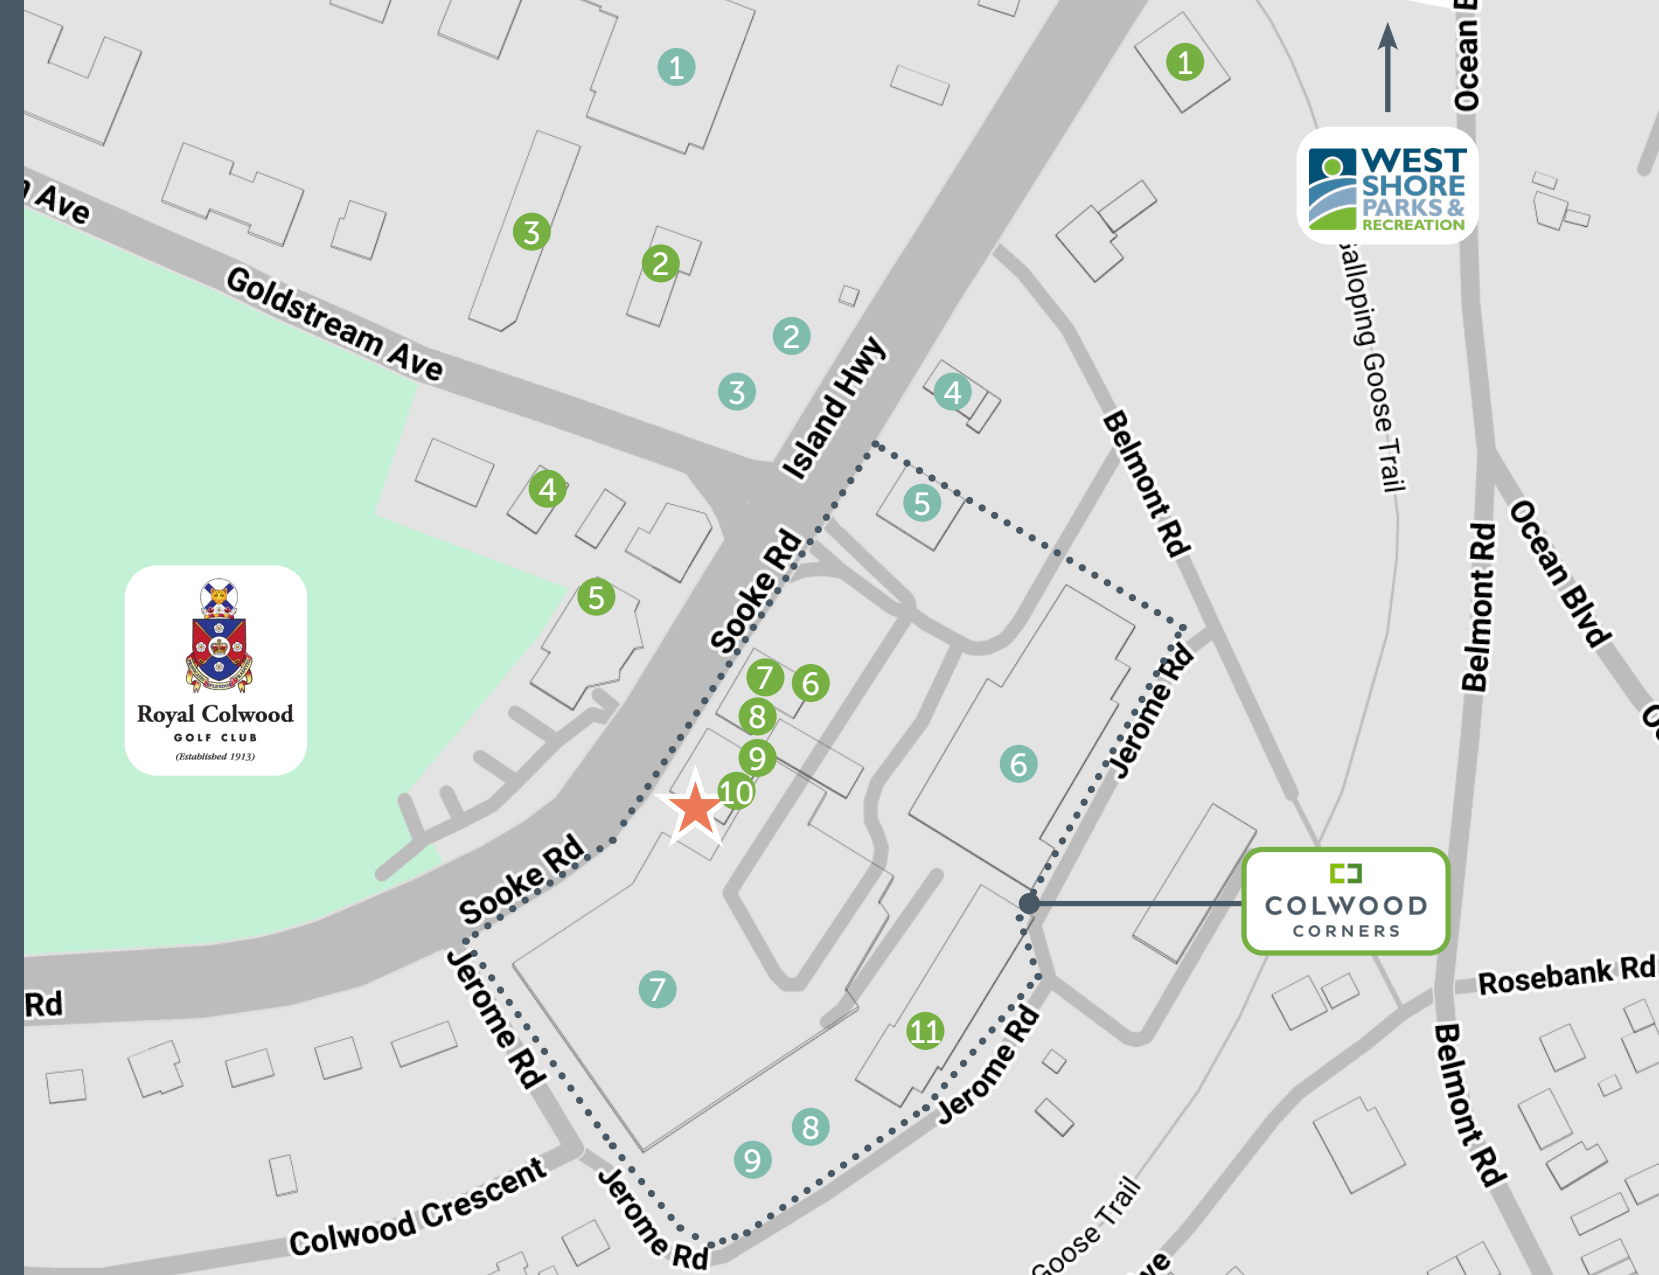 Ocean B
1
1
WEST
SHORE
PARKS &
RECREATION
Ave
3
2
Galloping Goose Trail
Goldstream Ave
2
3
Island Hwy
4
Belmont Rd
4
5
Sooke Rd
Belmont Rd
Ocean Blvd
5
Royal Colwood
GOLF CLUB
(Established 1913)
7
6
8
9
10
6
Jerome Rd
Sooke Rd
COLWOOD
CORNERS
Rd
Jerome Rd
7
11
Jerome Rd
Rosebank Rd
Belmont Rd
8
9
Colwood Crescent
Jerome Rd
Goose Trail